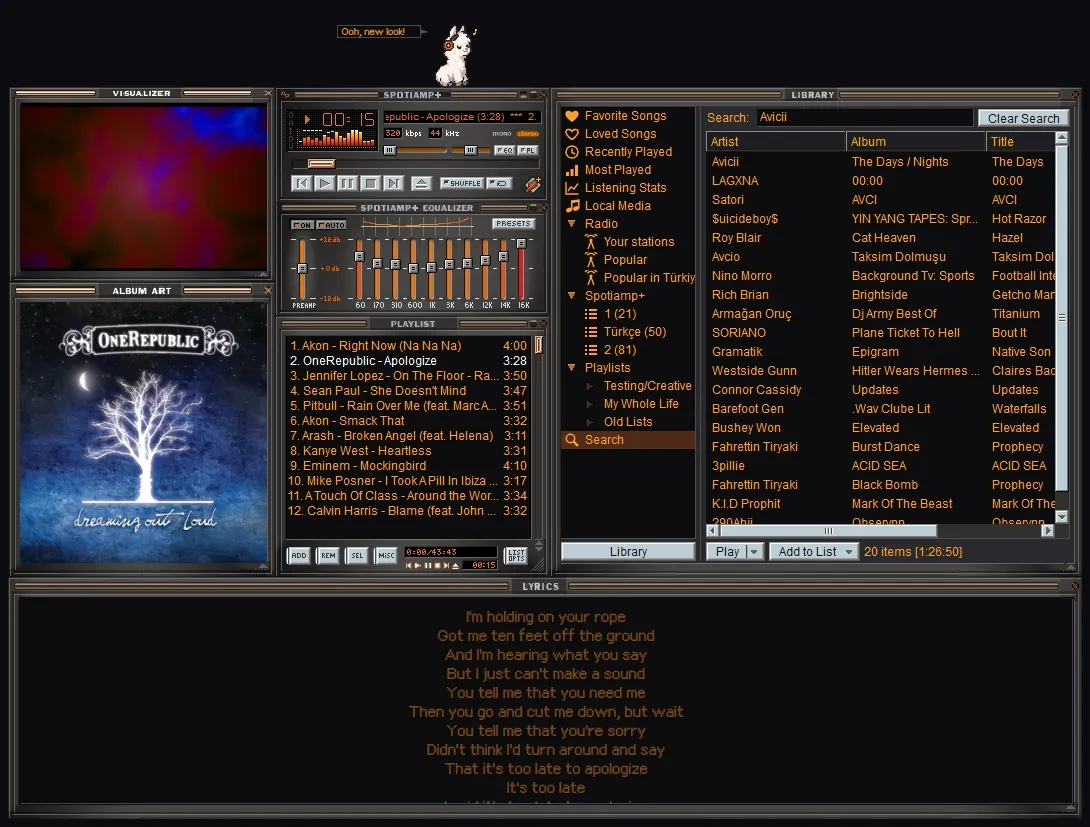 Ooh, new look!
VISUALIZER
SPOTIAMP+
00:15
epublic - Apologize (3:28) *** 2.
320 kbps 44 kHz mono stereo
EQ PL
SHUFFLE
SPOTIAMP+ EQUALIZER
ON AUTO PRESETS
+12 db
+0 db
-12 db
PREAMP 60 170 310 600 1K 3K 6K 12K 14K 16K
ALBUM ART
OneRepublic
dreaming out loud
PLAYLIST
1. Akon - Right Now (Na Na Na) 4:00
2. OneRepublic - Apologize 3:28
3. Jennifer Lopez - On The Floor - Ra... 3:50
4. Sean Paul - She Doesn't Mind 3:47
5. Pitbull - Rain Over Me (feat. Marc A... 3:51
6. Akon - Smack That 3:32
7. Arash - Broken Angel (feat. Helena) 3:11
8. Kanye West - Heartless 3:31
9. Eminem - Mockingbird 4:10
10. Mike Posner - I Took A Pill In Ibiza ... 3:17
11. A Touch Of Class - Around the Wor... 3:34
12. Calvin Harris - Blame (feat. John ... 3:32
ADD REM SEL MISC 0:00/43:43 LIST OPTS
00:15
LIBRARY
Favorite Songs
Loved Songs
Recently Played
Most Played
Listening Stats
Local Media
Radio
Your stations
Popular
Popular in Türkiy
Spotiamp+
1 (21)
Türkçe (50)
2 (81)
Playlists
Testing/Creative
My Whole Life
Old Lists
Search
Library
Search: Avicii Clear Search
Artist Album Title
Avicii The Days / Nights The Days
LAGXNA 00:00 00:00
Satori AVCI AVCI
$uicideboy$ YIN YANG TAPES: Spr... Hot Razor
Roy Blair Cat Heaven Hazel
Avcio Taksim Dolmuşu Taksim Dol
Nino Morro Background Tv: Sports Football Inte
Rich Brian Brightside Getcho Mar
Armağan Oruç Dj Army Best Of Titanium
SORIANO Plane Ticket To Hell Bout It
Gramatik Epigram Native Son
Westside Gunn Hitler Wears Hermes ... Claires Bac
Connor Cassidy Updates Updates
Barefoot Gen .Wav Clube Lit Waterfalls
Bushey Won Elevated Elevated
Fahrettin Tiryaki Burst Dance Prophecy
3pillie ACID SEA ACID SEA
Fahrettin Tiryaki Black Bomb Prophecy
K.I.D Prophit Mark Of The Beast Mark Of The
Play Add to List 20 items [1:26:50]
LYRICS
I'm holding on your rope
Got me ten feet off the ground
And I'm hearing what you say
But I just can't make a sound
You tell me that you need me
Then you go and cut me down, but wait
You tell me that you're sorry
Didn't think I'd turn around and say
That it's too late to apologize
It's too late